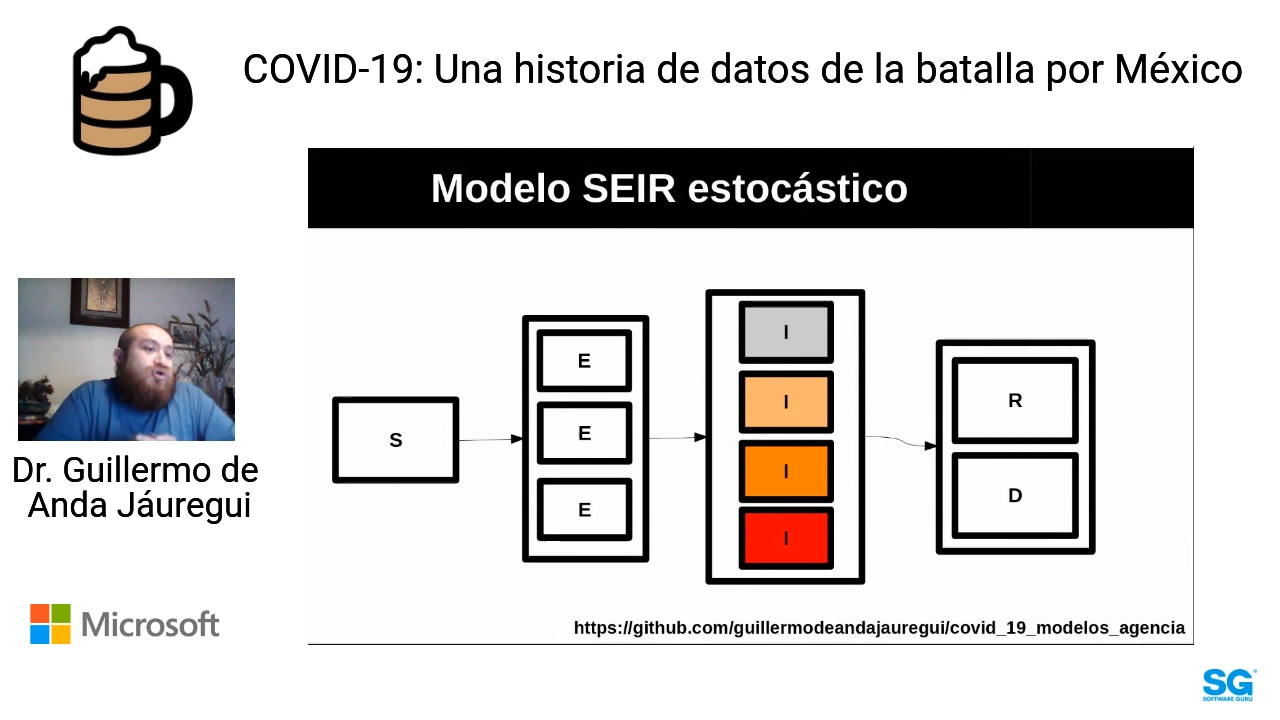 COVID-19: Una historia de datos de la batalla por México
Modelo SEIR estocástico
S
E
E
E
I
I
I
I
R
D
https://github.com/guillermodeandajauregui/covid_19_modelos_agencia
Dr. Guillermo de
Anda Jáuregui
Microsoft
SG
SOFTWARE GURU